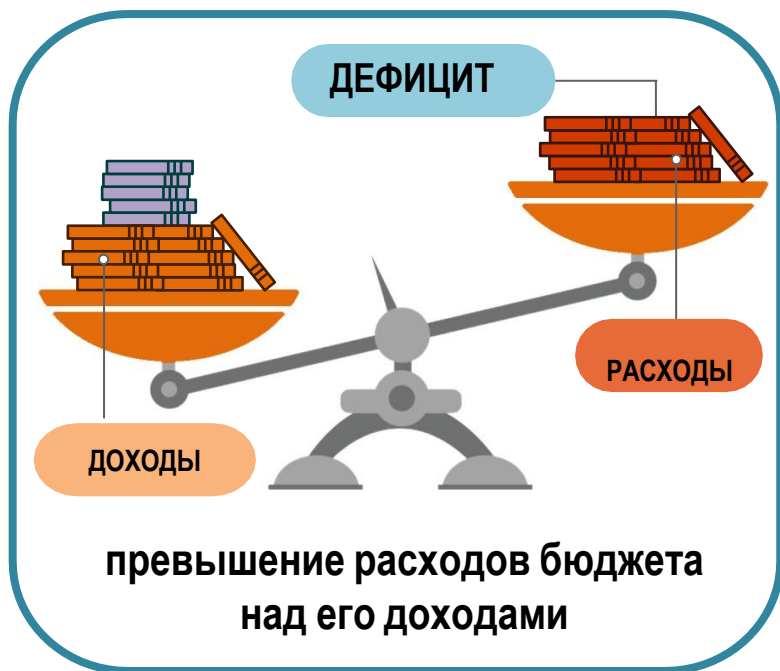 ДЕФИЦИТ
РАСХОДЫ
ДОХОДЫ
превышение расходов бюджета
над его доходами